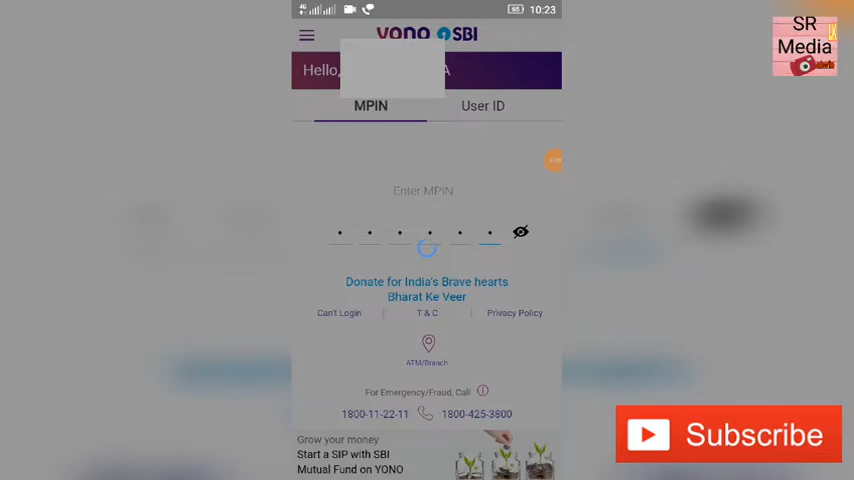 4G
65
10:23
yono SBI
Hello, A
MPIN
User ID
Enter MPIN
Donate for India's Brave hearts
Bharat Ke Veer
Can't Login | T & C | Privacy Policy
ATM/Branch
For Emergency/Fraud, Call
1800-11-22-11 1800-425-3800
Grow your money
Start a SIP with SBI
Mutual Fund on YONO
SR
Media
Subscribe